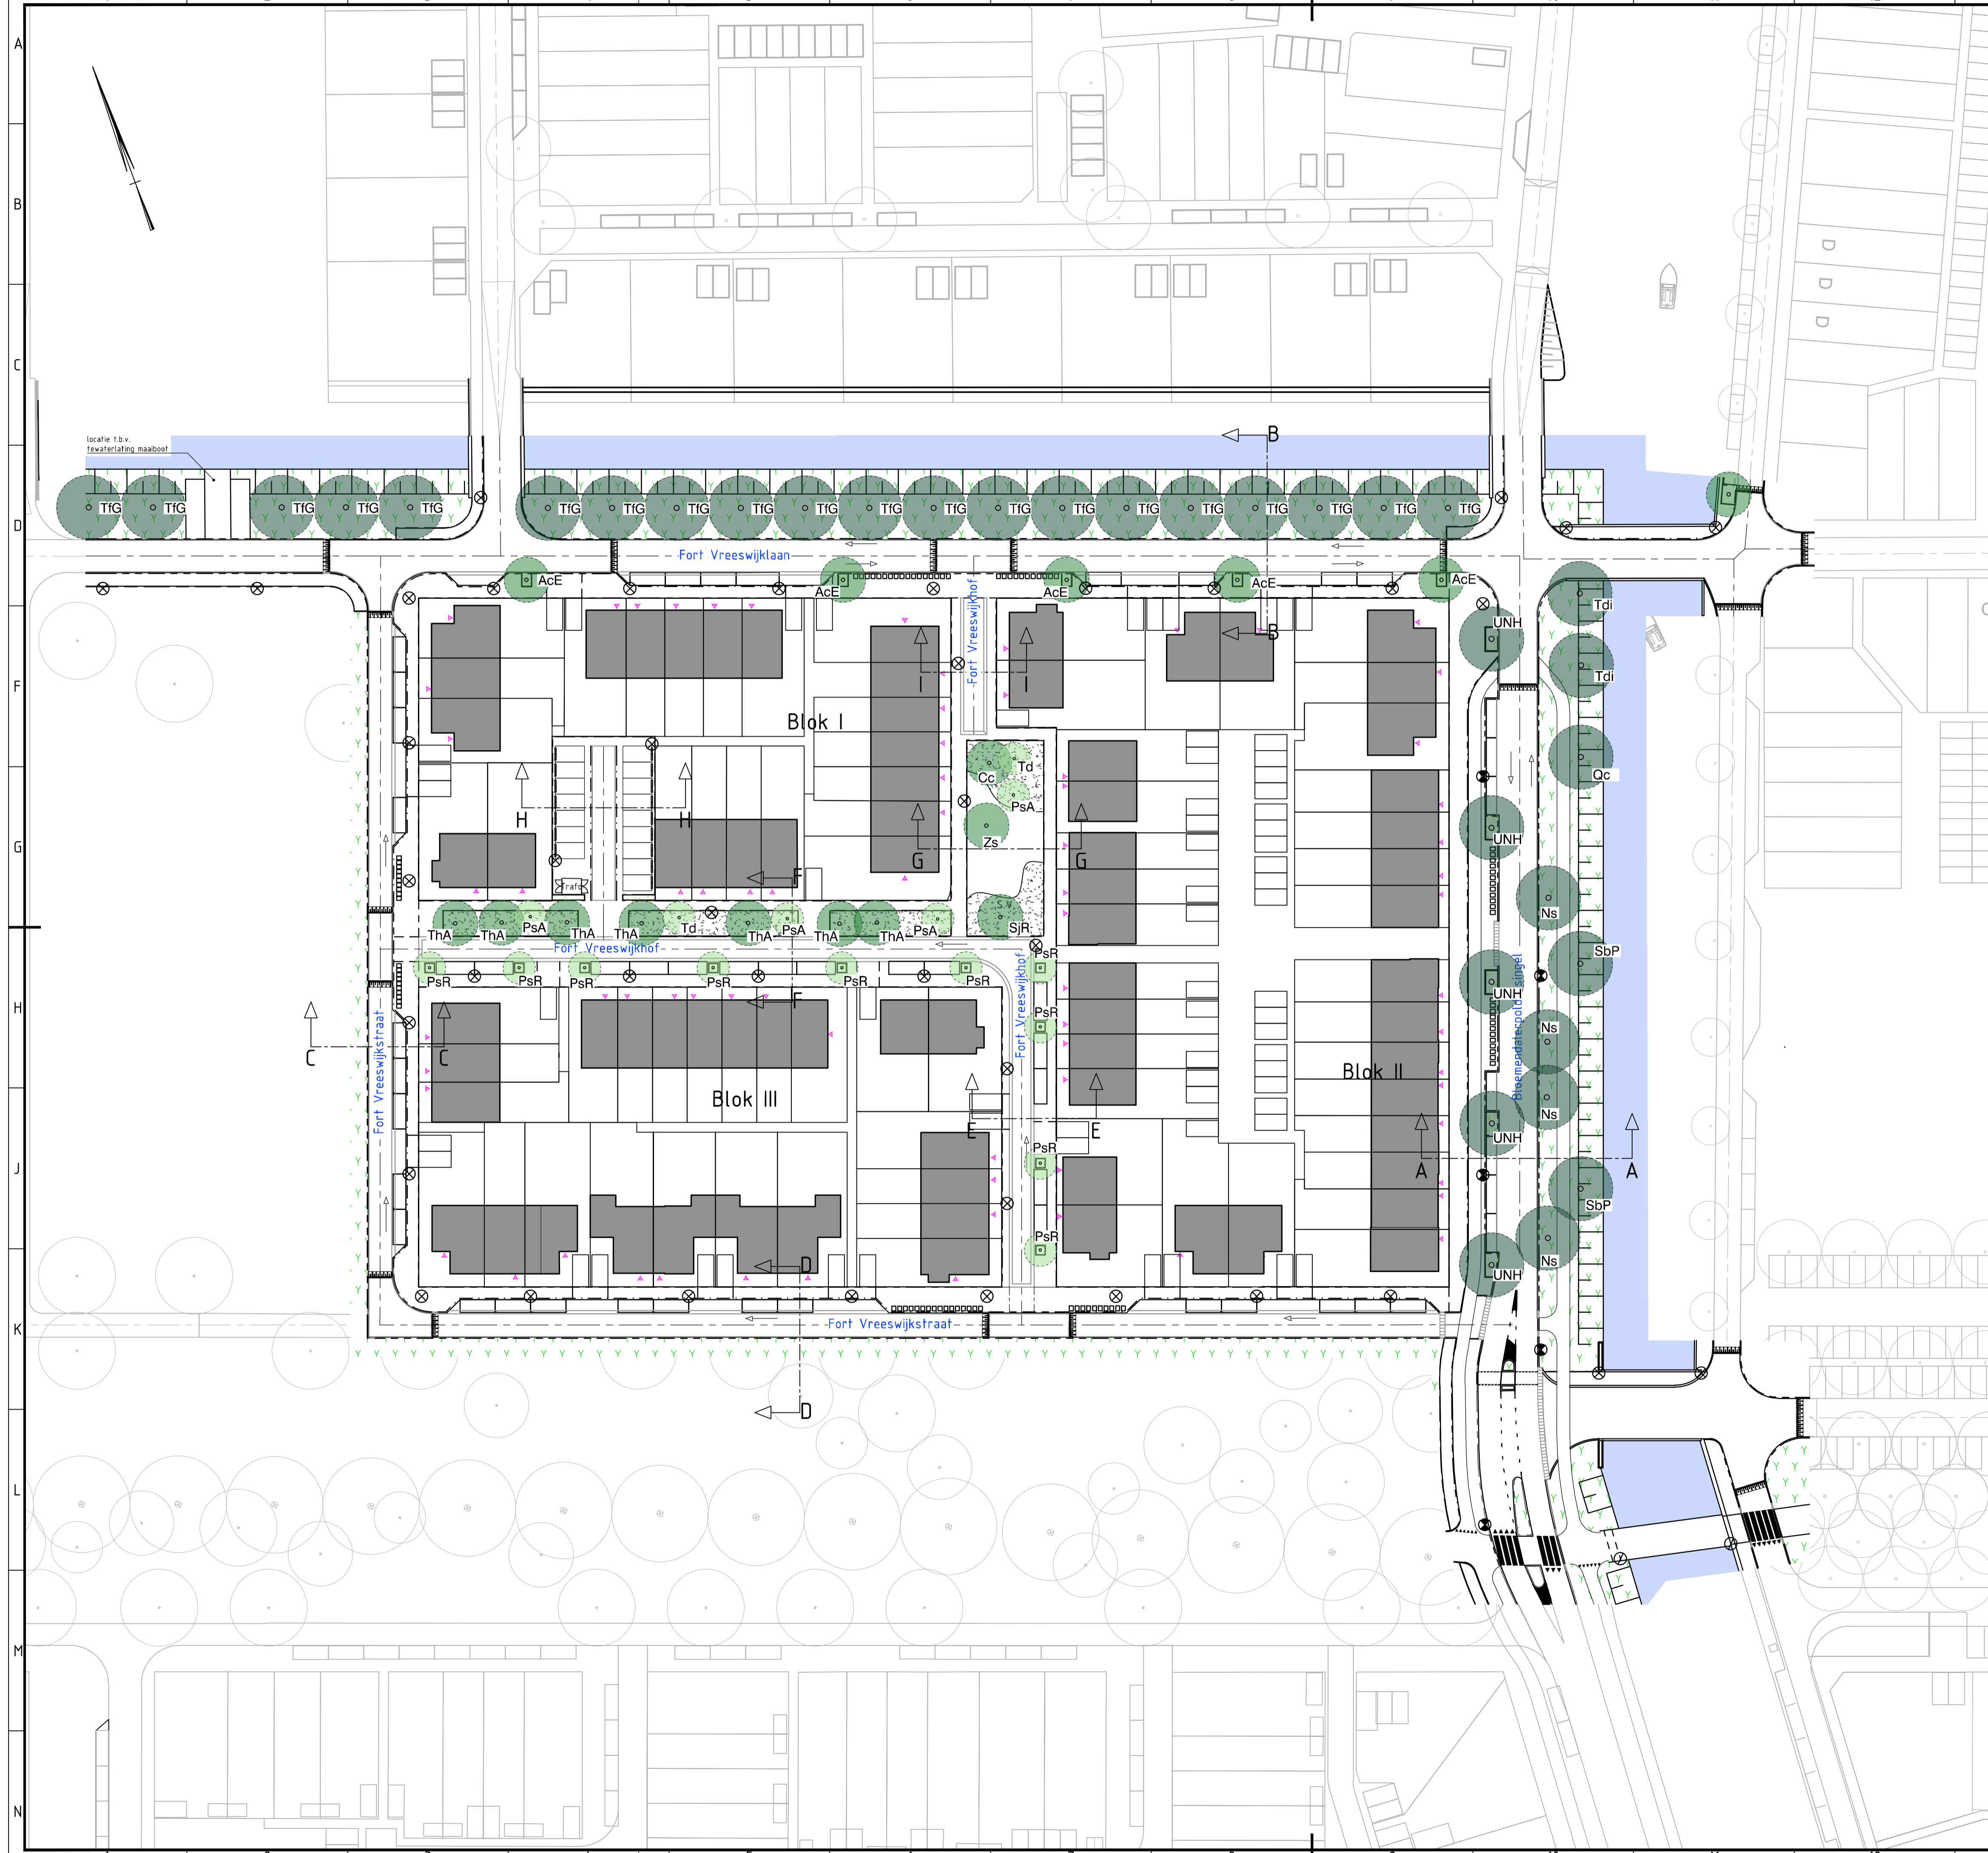 A
B
C
locatie t.b.v.
tewaterlating maaiboot
B
TfG TfG TfG TfG TfG TfG TfG TfG TfG TfG TfG TfG TfG TfG TfG TfG TfG TfG TfG TfG
D
Fort Vreeswijklaan
AcE AcE AcE AcE AcE
Fort Vreeswijkhof
Tdi
UNH
B
F
Tdi
I I
Blok I
Cc Td
Qc
PsA
H H
Zs
G
G G
UNH
F
Trafo
S.V.
Ns
ThA ThA PsA ThA ThA Td ThA PsA ThA ThA PsA SjR
Fort Vreeswijkhof
PsR
SbP
PsR PsR PsR PsR PsR PsR
UNH
F
H
PsR
Ns
Fort Vreeswijkhof
Bloemendalerpoldersingel
C C
Fort Vreeswijkstraat
Blok II
Blok III
Ns
UNH
E E
PsR
J
A A
SbP
PsR
Ns
D
UNH
Fort Vreeswijkstraat
K
D
L
M
N